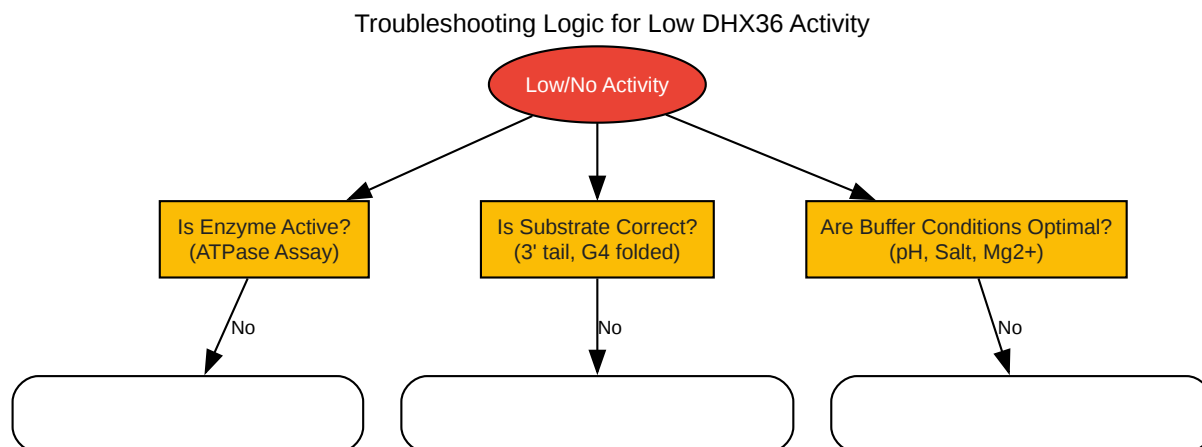 Troubleshooting Logic for Low DHX36 Activity
Low/No Activity
Is Enzyme Active?
(ATPase Assay)
Is Substrate Correct?
(3' tail, G4 folded)
Are Buffer Conditions Optimal?
(pH, Salt, Mg2+)
No
No
No